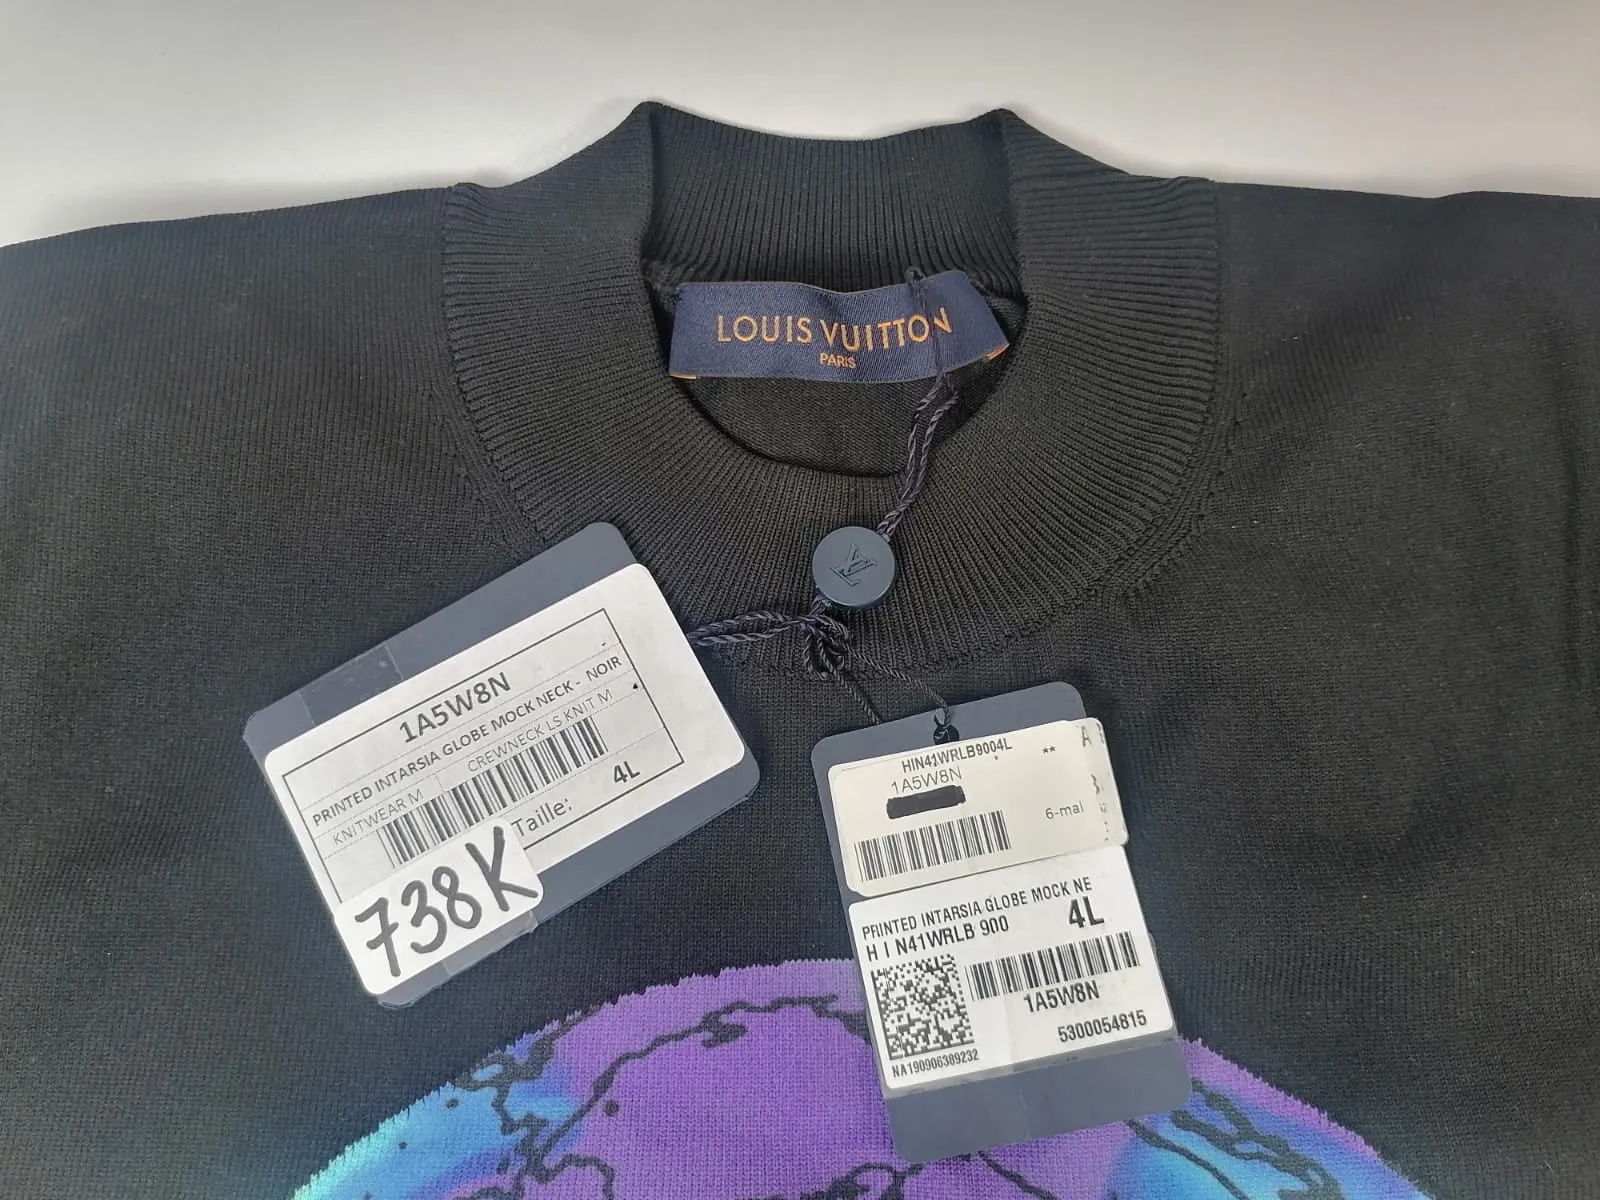 LOUIS VUITTON
PARIS
1A5W8N
PRINTED INTARSIA GLOBE MOCK NECK - NOIR
KNITWEAR M CREWNECK LS KNIT M
Taille: 4L
738K
HIN41WRLB9004L **
1A5W8N
6-mal
PRINTED INTARSIA GLOBE MOCK NE
H I N41WRLB 900 4L
1A5W8N
5300054815
NA190906389232